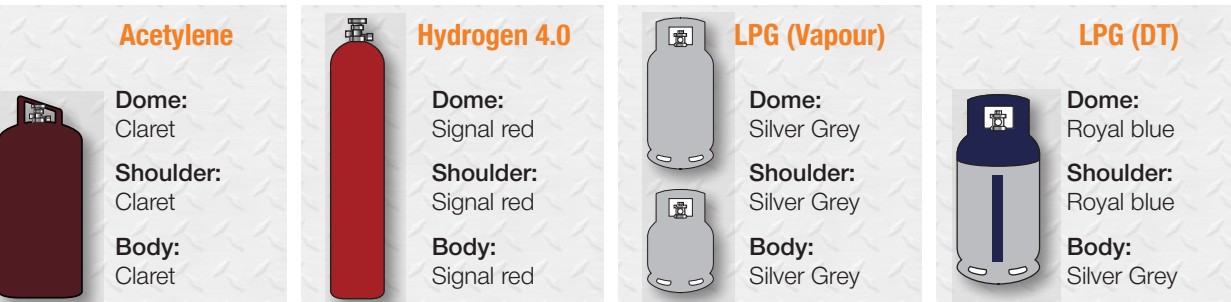 Acetylene
Dome:
Claret
Shoulder:
Claret
Body:
Claret
Hydrogen 4.0
Dome:
Signal red
Shoulder:
Signal red
Body:
Signal red
LPG (Vapour)
Dome:
Silver Grey
Shoulder:
Silver Grey
Body:
Silver Grey
LPG (DT)
Dome:
Royal blue
Shoulder:
Royal blue
Body:
Silver Grey